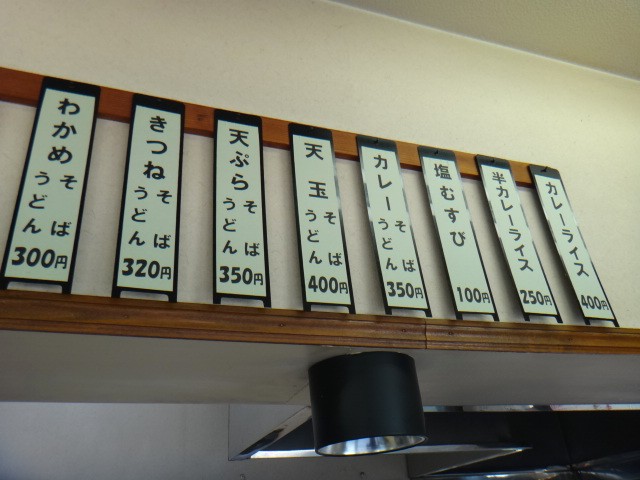 わかめ そば うどん 300円
きつね そば うどん 320円
天ぷら そば うどん 350円
天玉 そば うどん 400円
カレー そば うどん 350円
塩むすび 100円
半カレーライス 250円
カレーライス 400円